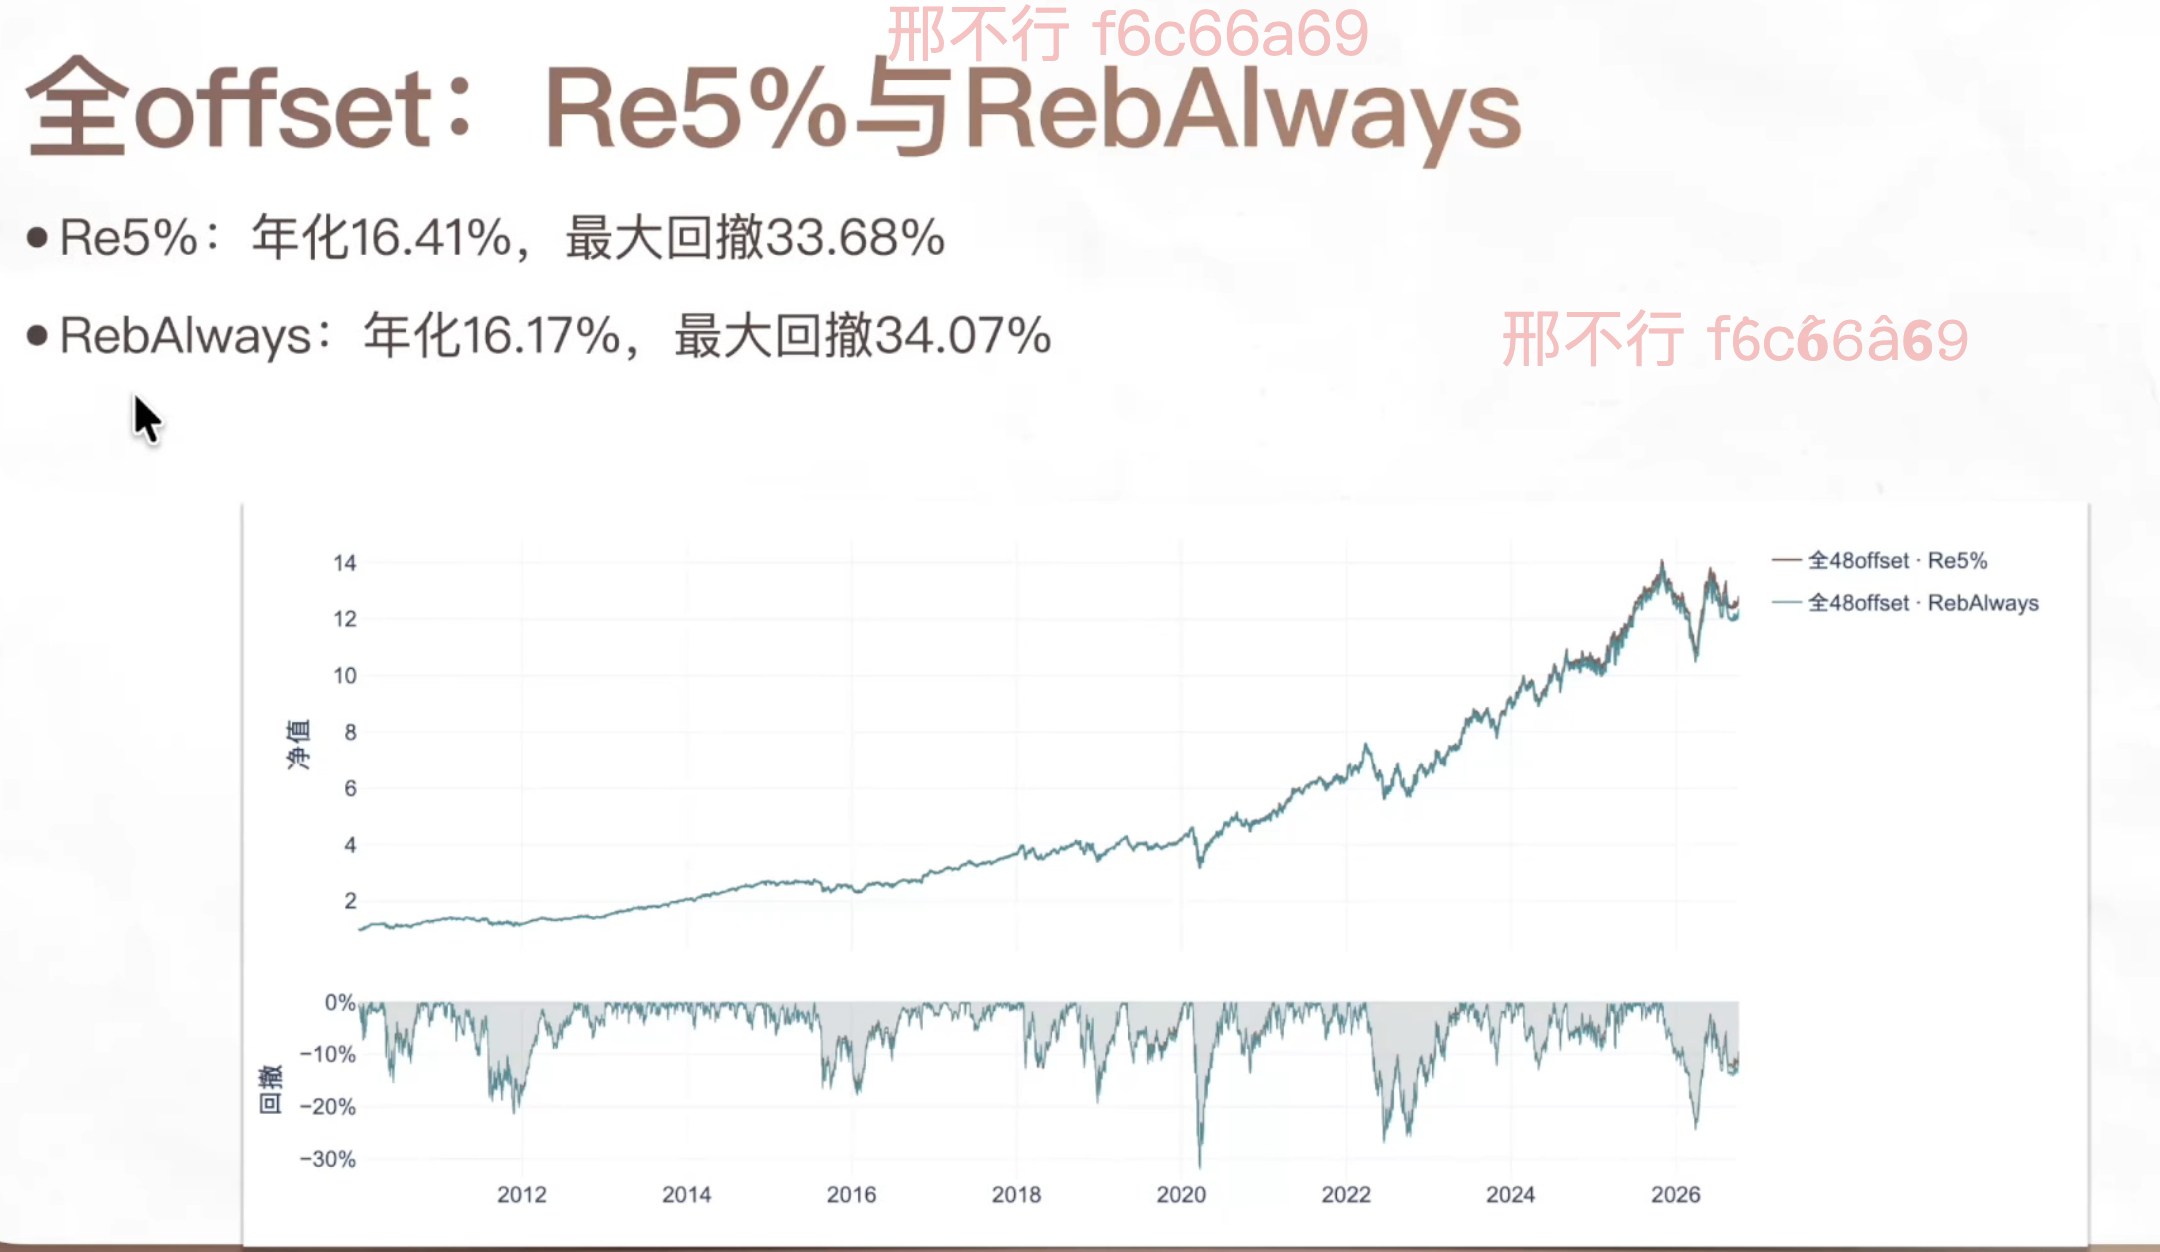 邢不行 f6c66a69
全offset：Re5%与RebAlways
● Re5%：年化16.41%，最大回撤33.68%
● RebAlways：年化16.17%，最大回撤34.07%
邢不行
全48offset · Re5%
全48offset · RebAlways
净值
14
12
10
8
6
4
2
回撤
0%
−10%
−20%
−30%
2012 2014 2016 2018 2020 2022 2024 2026